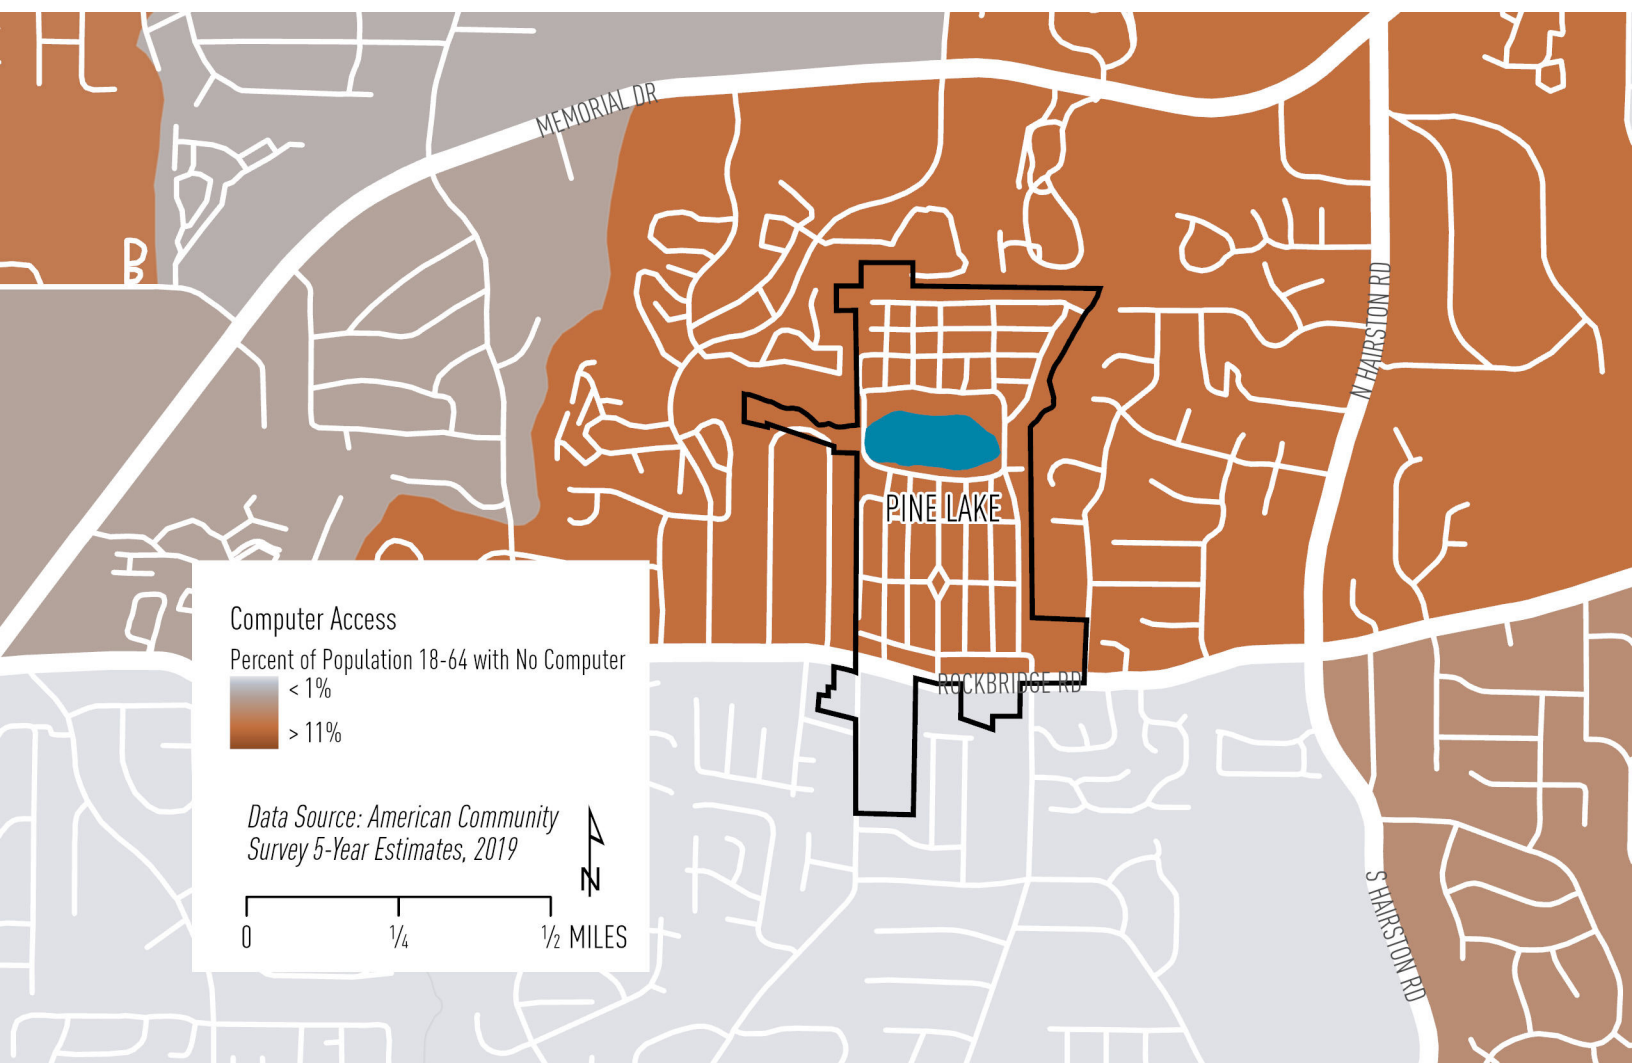 MEMORIAL DR
N HAIRSTON RD
PINE LAKE
Computer Access
Percent of Population 18-64 with No Computer
< 1%
> 11%
ROCKBRIDGE RD
Data Source: American Community
Survey 5-Year Estimates, 2019
N
0 1/4 1/2 MILES
S HAIRSTON RD